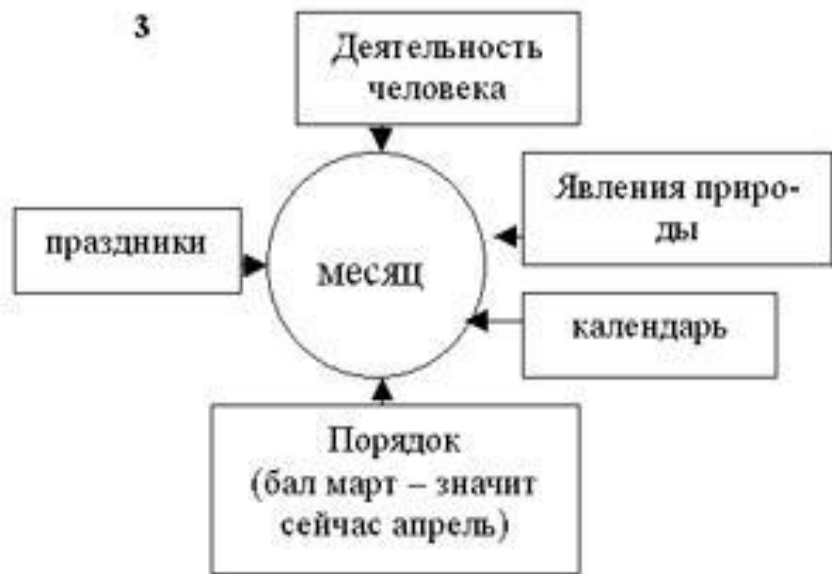 3
Деятельность
человека
Явления приро-
ды
праздники
месяц
календарь
Порядок
(бал март – значит
сейчас апрель)